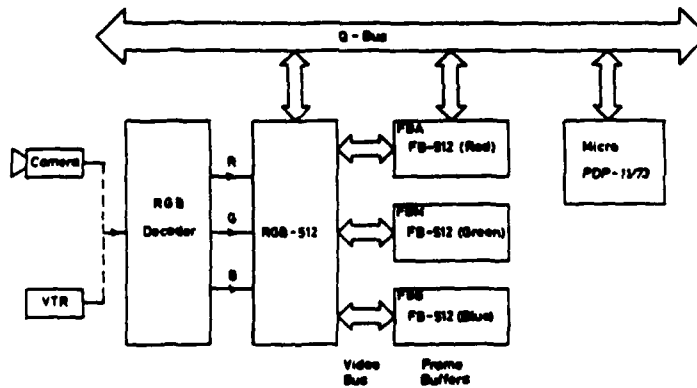 Q-Bus
Camera
VTR
RGB
Decoder
R
G
B
RGB-512
FBA
FB-512 (Red)
FBM
FB-512 (Green)
FBB
FB-512 (Blue)
Micro
PDP-11/73
Video
Bus
Frame
Buffers